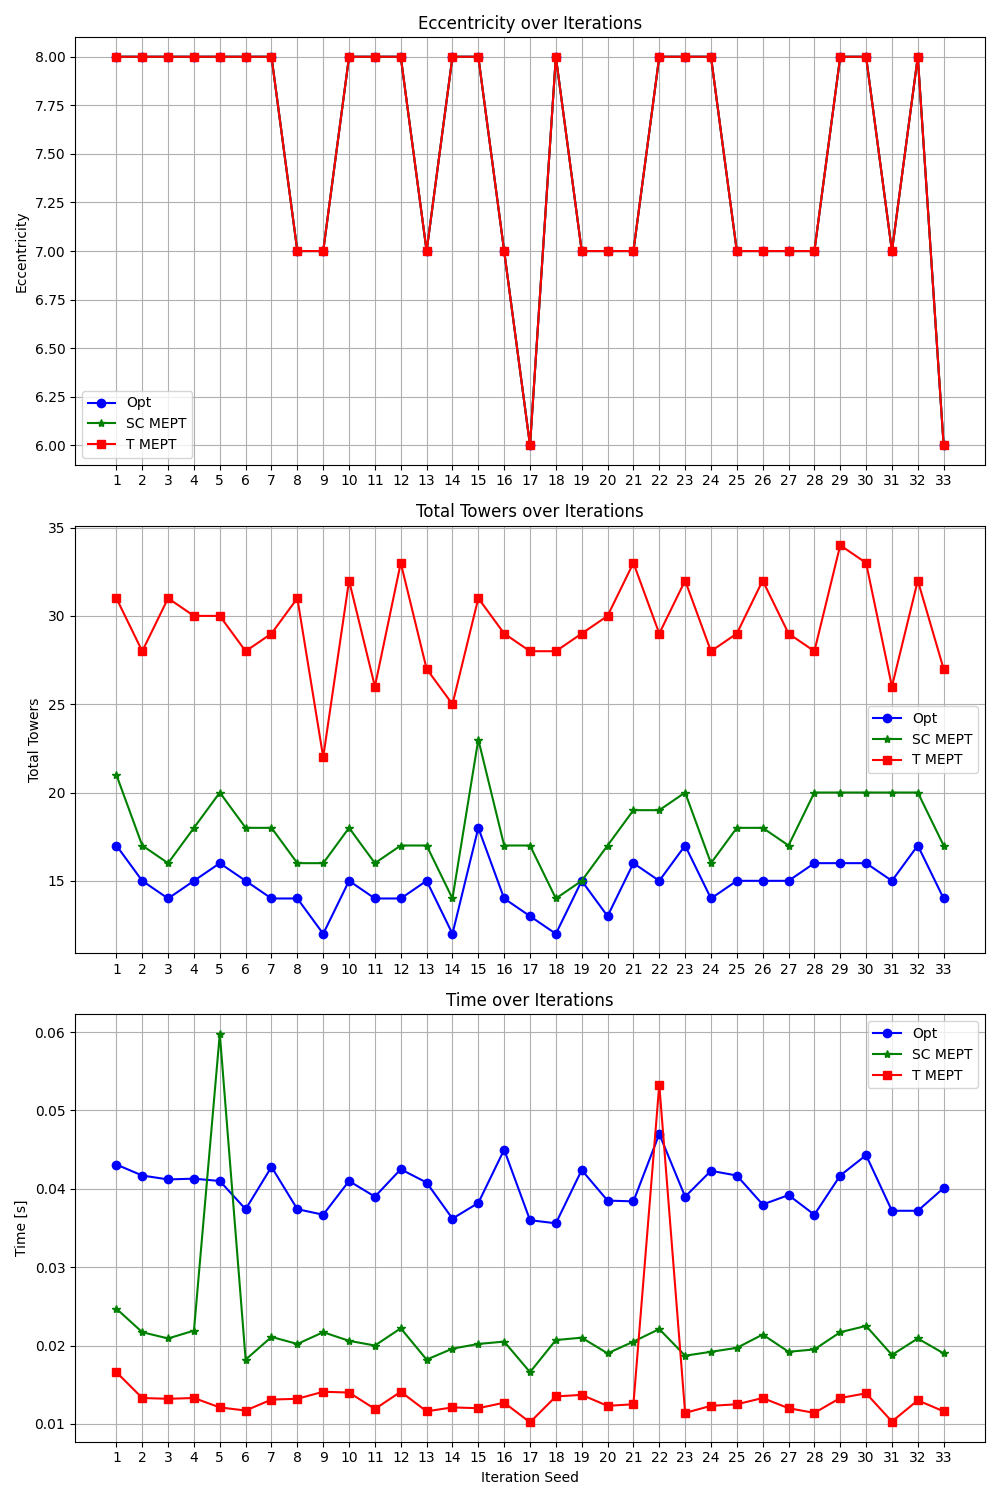 Eccentricity over Iterations
8.00
7.75
7.50
7.25
7.00
6.75
6.50
6.25
6.00
Eccentricity
Opt
SC MEPT
T MEPT
1 2 3 4 5 6 7 8 9 10 11 12 13 14 15 16 17 18 19 20 21 22 23 24 25 26 27 28 29 30 31 32 33
Total Towers over Iterations
35
30
25
20
15
Total Towers
Opt
SC MEPT
T MEPT
1 2 3 4 5 6 7 8 9 10 11 12 13 14 15 16 17 18 19 20 21 22 23 24 25 26 27 28 29 30 31 32 33
Time over Iterations
0.06
0.05
0.04
0.03
0.02
0.01
Time [s]
Opt
SC MEPT
T MEPT
1 2 3 4 5 6 7 8 9 10 11 12 13 14 15 16 17 18 19 20 21 22 23 24 25 26 27 28 29 30 31 32 33
Iteration Seed